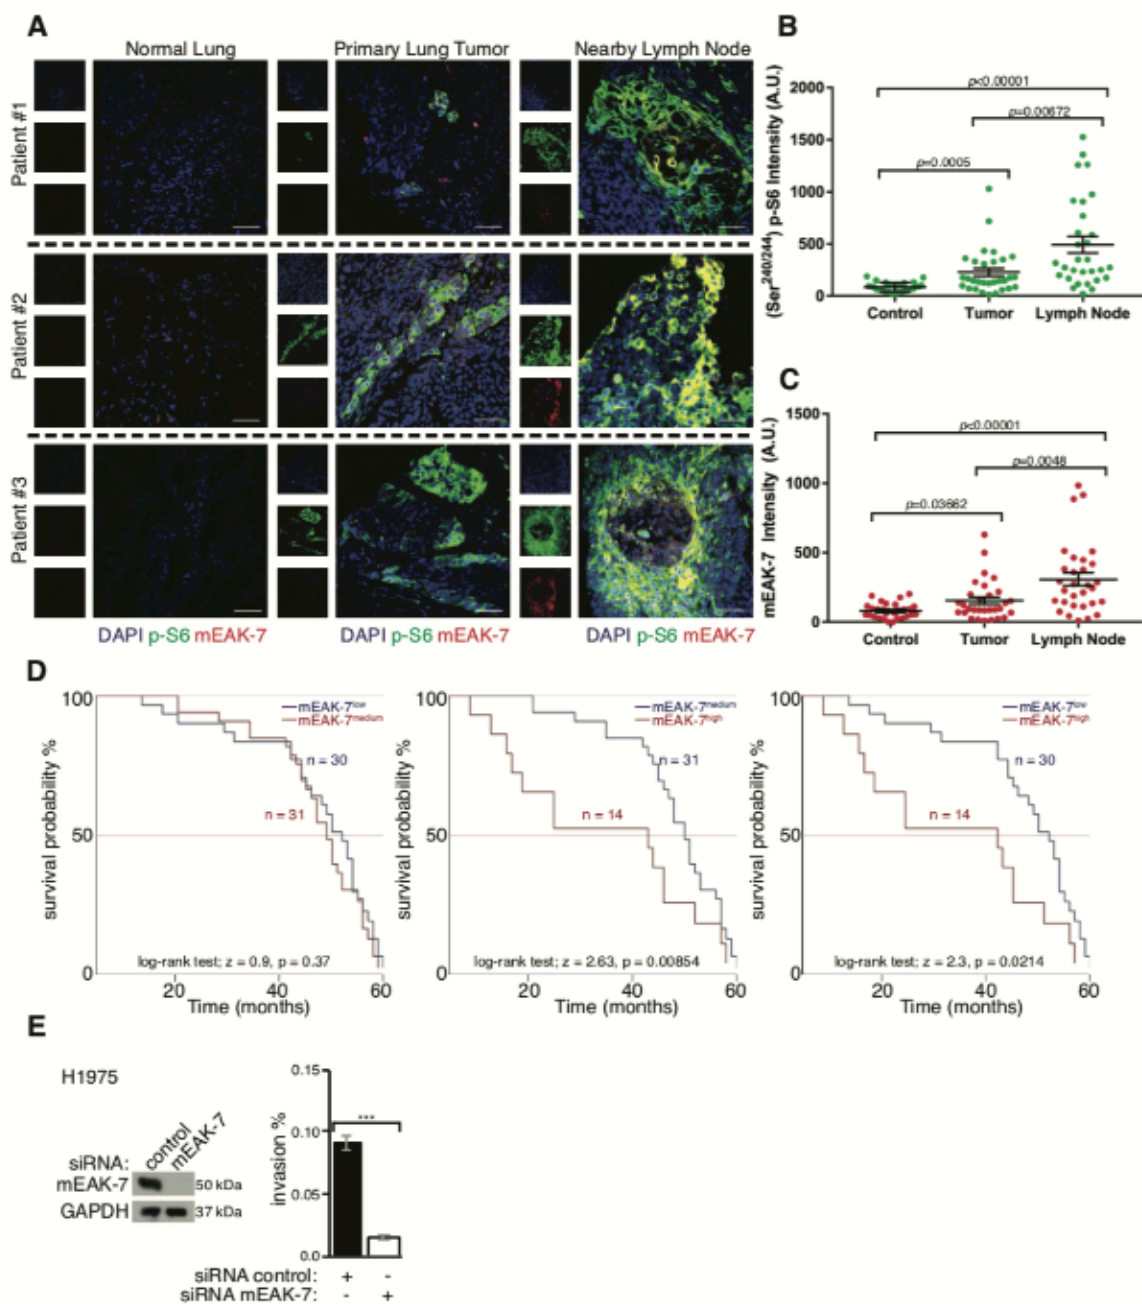 A
Normal Lung
Primary Lung Tumor
Nearby Lymph Node
Patient #1
Patient #2
Patient #3
DAPI p-S6 mEAK-7
DAPI p-S6 mEAK-7
DAPI p-S6 mEAK-7
B
(Ser240/244) p-S6 Intensity (A.U.)
2000
1500
1000
500
0
p<0.00001
p=0.00672
p=0.0005
Control
Tumor
Lymph Node
C
mEAK-7 Intensity (A.U.)
1500
1000
500
0
p<0.00001
p=0.0048
p=0.03662
Control
Tumor
Lymph Node
D
survival probability %
100
50
0
mEAK-7low
mEAK-7medium
n = 30
n = 31
log-rank test; z = 0.9, p = 0.37
20
40
60
Time (months)
survival probability %
100
50
0
mEAK-7medium
mEAK-7high
n = 31
n = 14
log-rank test; z = 2.63, p = 0.00854
20
40
60
Time (months)
survival probability %
100
50
0
mEAK-7low
mEAK-7high
n = 30
n = 14
log-rank test; z = 2.3, p = 0.0214
20
40
60
Time (months)
E
H1975
siRNA: control mEAK-7
mEAK-7 50 kDa
GAPDH 37 kDa
invasion %
0.15
0.10
0.05
0.0
***
siRNA control: + -
siRNA mEAK-7: - +